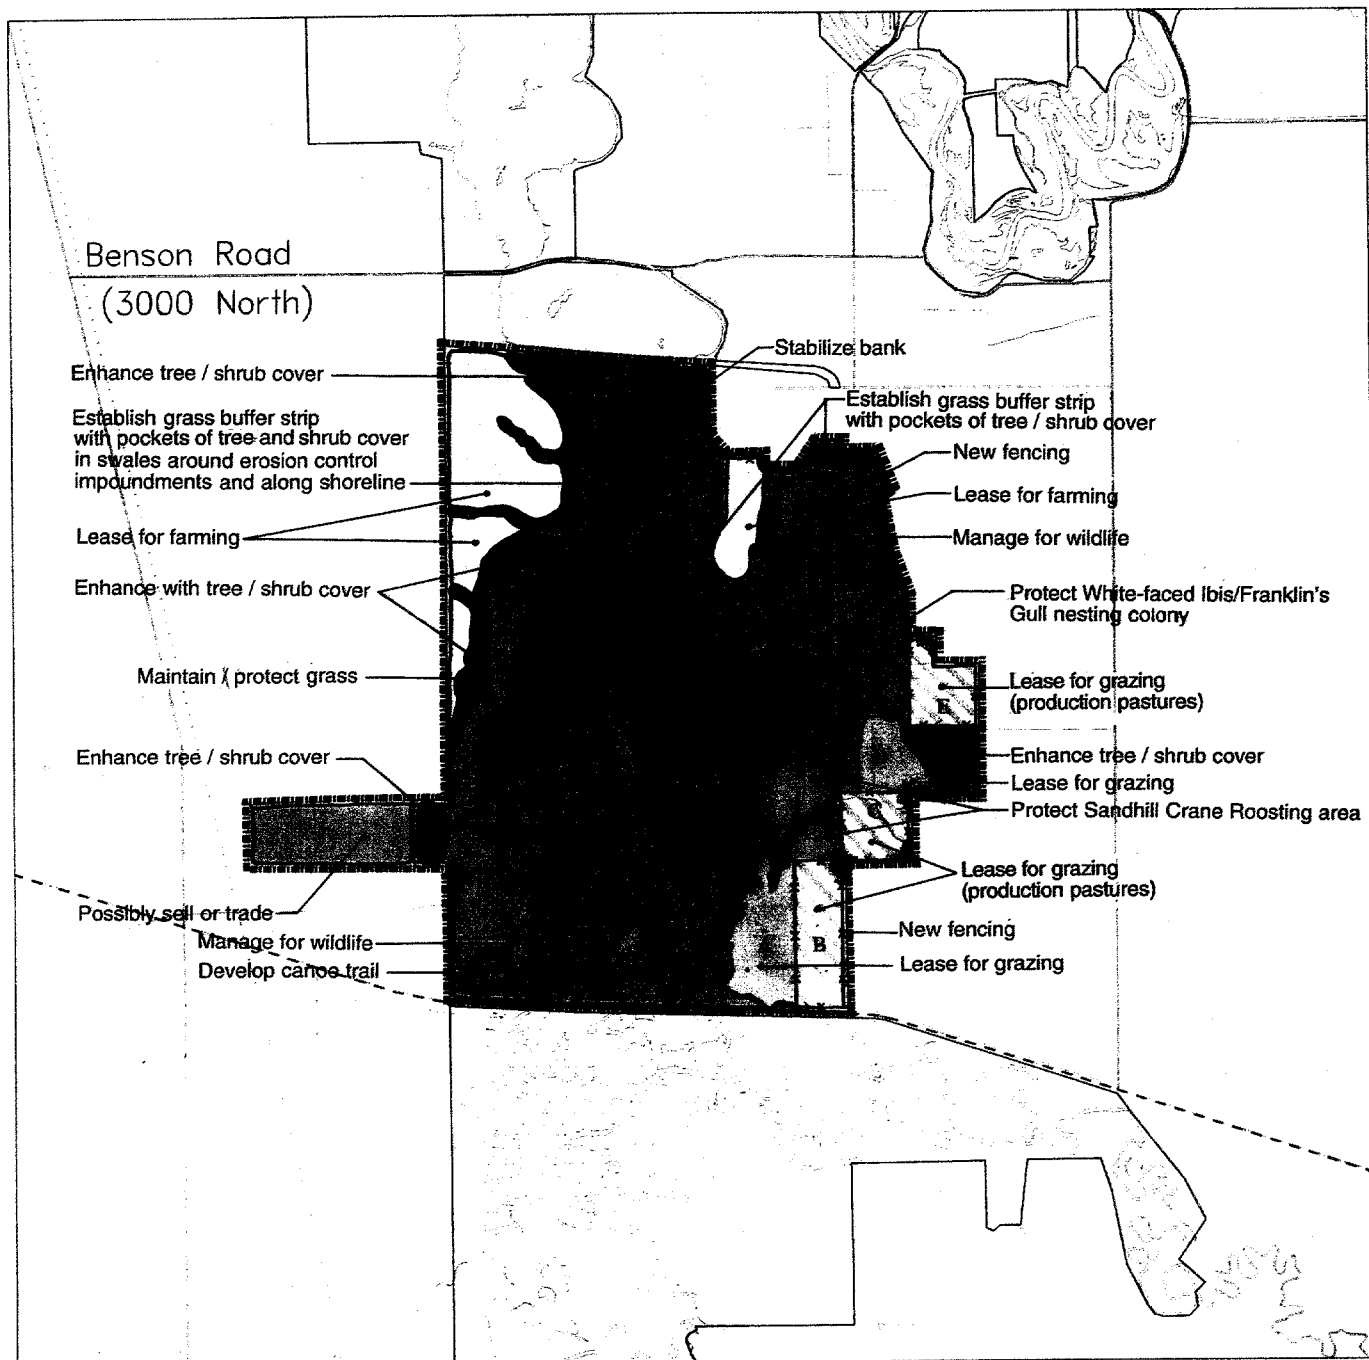 Benson Road
(3000 North)
Enhance tree / shrub cover
Establish grass buffer strip
with pockets of tree and shrub cover
in swales around erosion control
impoundments and along shoreline
Lease for farming
Enhance with tree / shrub cover
Maintain / protect grass
Enhance tree / shrub cover
Possibly sell or trade
Manage for wildlife
Develop canoe trail
Stabilize bank
Establish grass buffer strip
with pockets of tree / shrub cover
New fencing
Lease for farming
Manage for wildlife
Protect White-faced Ibis/Franklin's
Gull nesting colony
Lease for grazing
(production pastures)
E
Enhance tree / shrub cover
Lease for grazing
Protect Sandhill Crane Roosting area
Lease for grazing
(production pastures)
New fencing
B
Lease for grazing